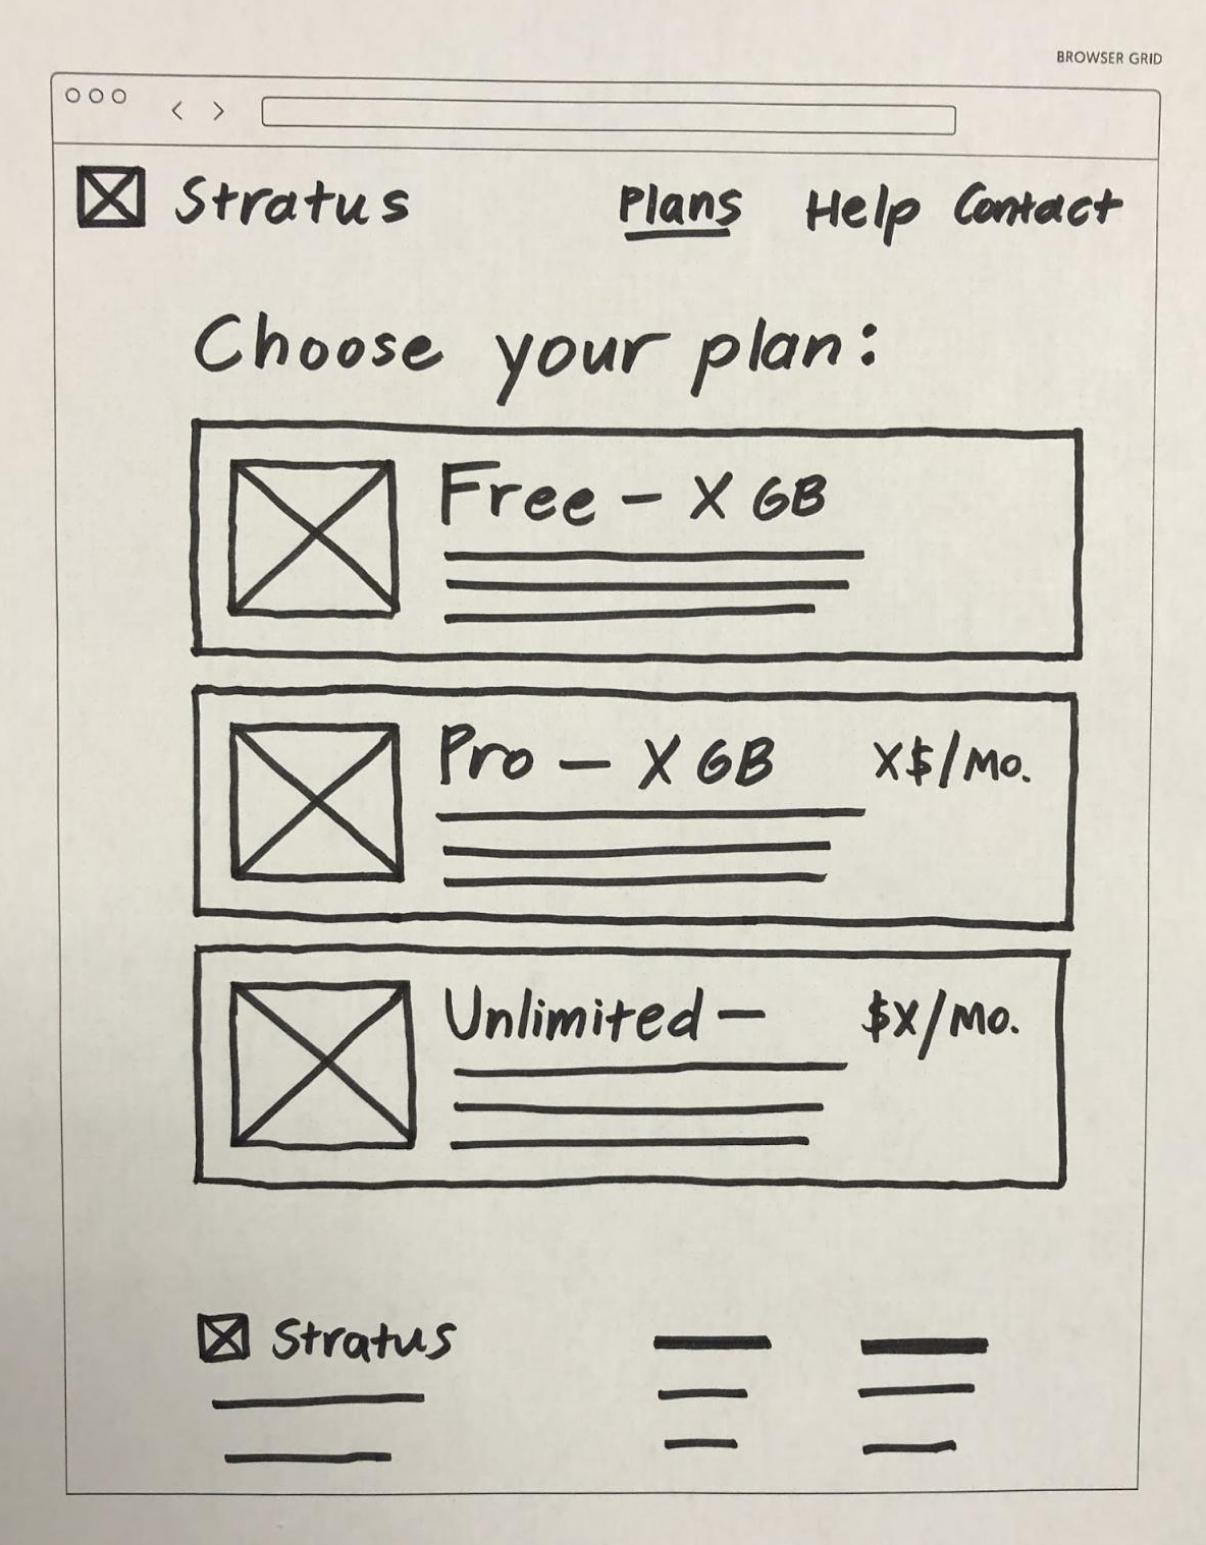 BROWSER GRID
Stratus Plans Help Contact
Choose your plan:
Free – X GB
Pro – X GB X$/Mo.
Unlimited – $X/Mo.
Stratus